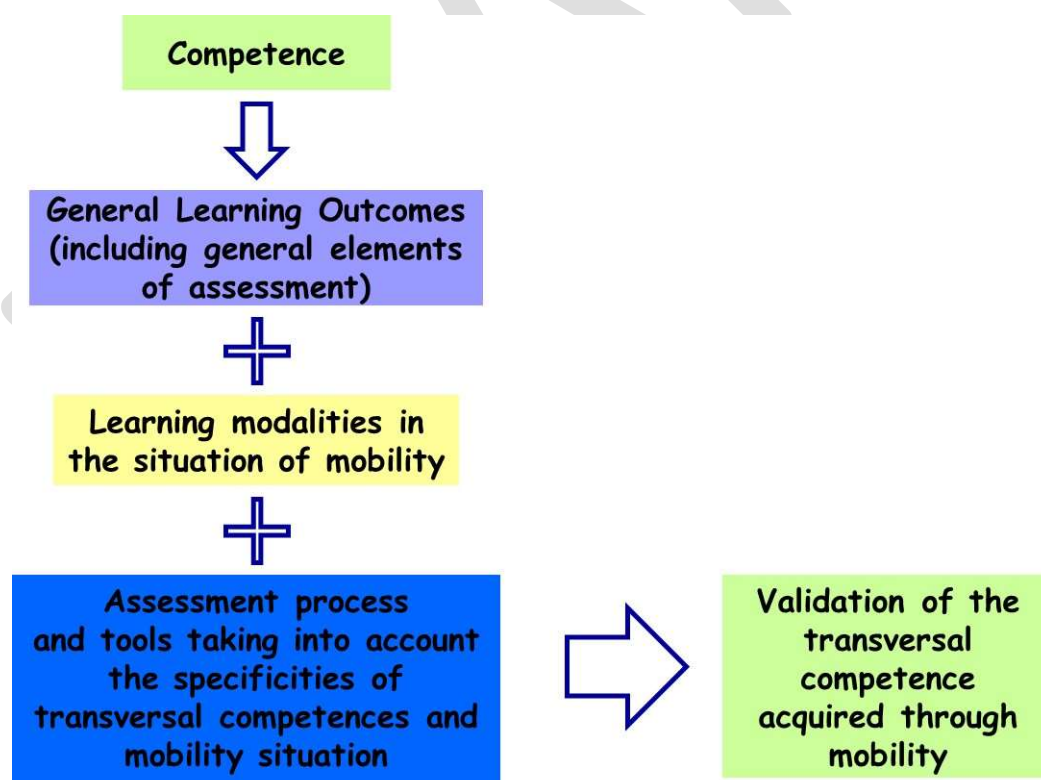 Competence
General Learning Outcomes
(including general elements
of assessment)
Learning modalities in
the situation of mobility
Assessment process
and tools taking into account
the specificities of
transversal competences and
mobility situation
Validation of the
transversal
competence
acquired through
mobility